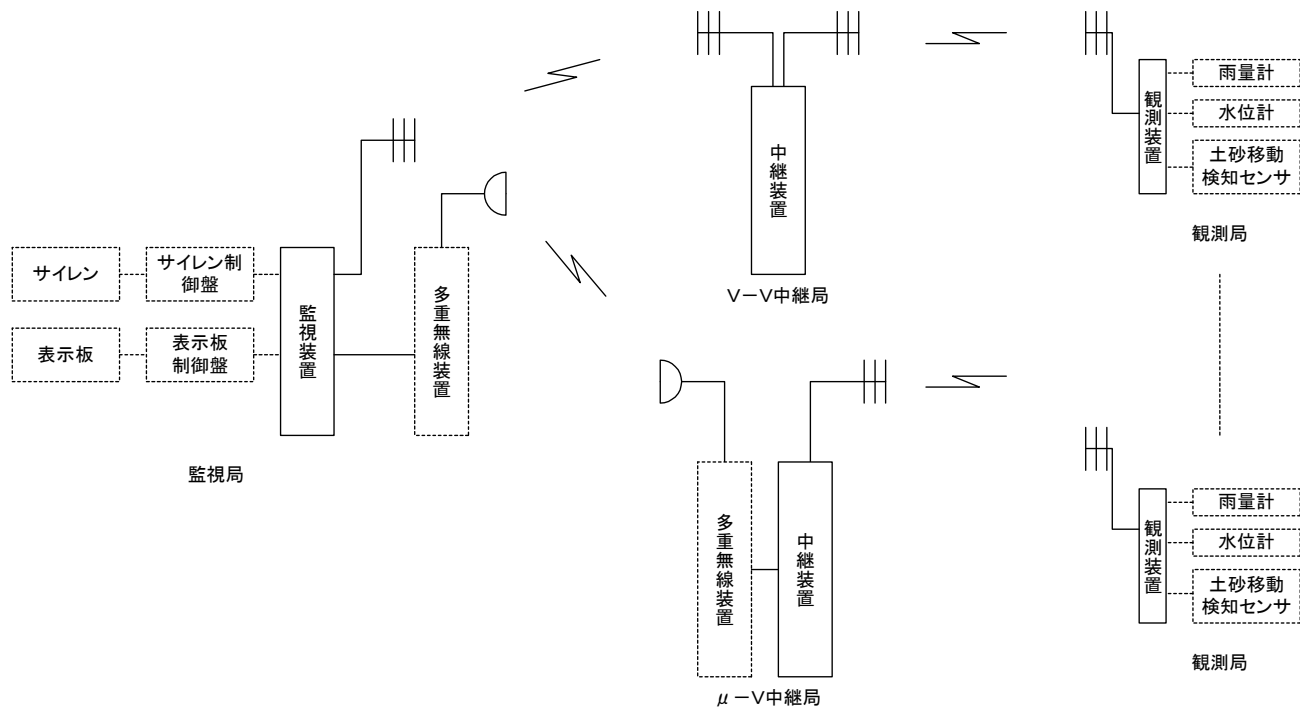 サイレン
サイレン制
御盤
表示板
表示板
制御盤
監視装置
多重無線装置
監視局
中継装置
V－V中継局
多重無線装置
中継装置
μ－V中継局
観測装置
雨量計
水位計
土砂移動
検知センサ
観測局
観測装置
雨量計
水位計
土砂移動
検知センサ
観測局